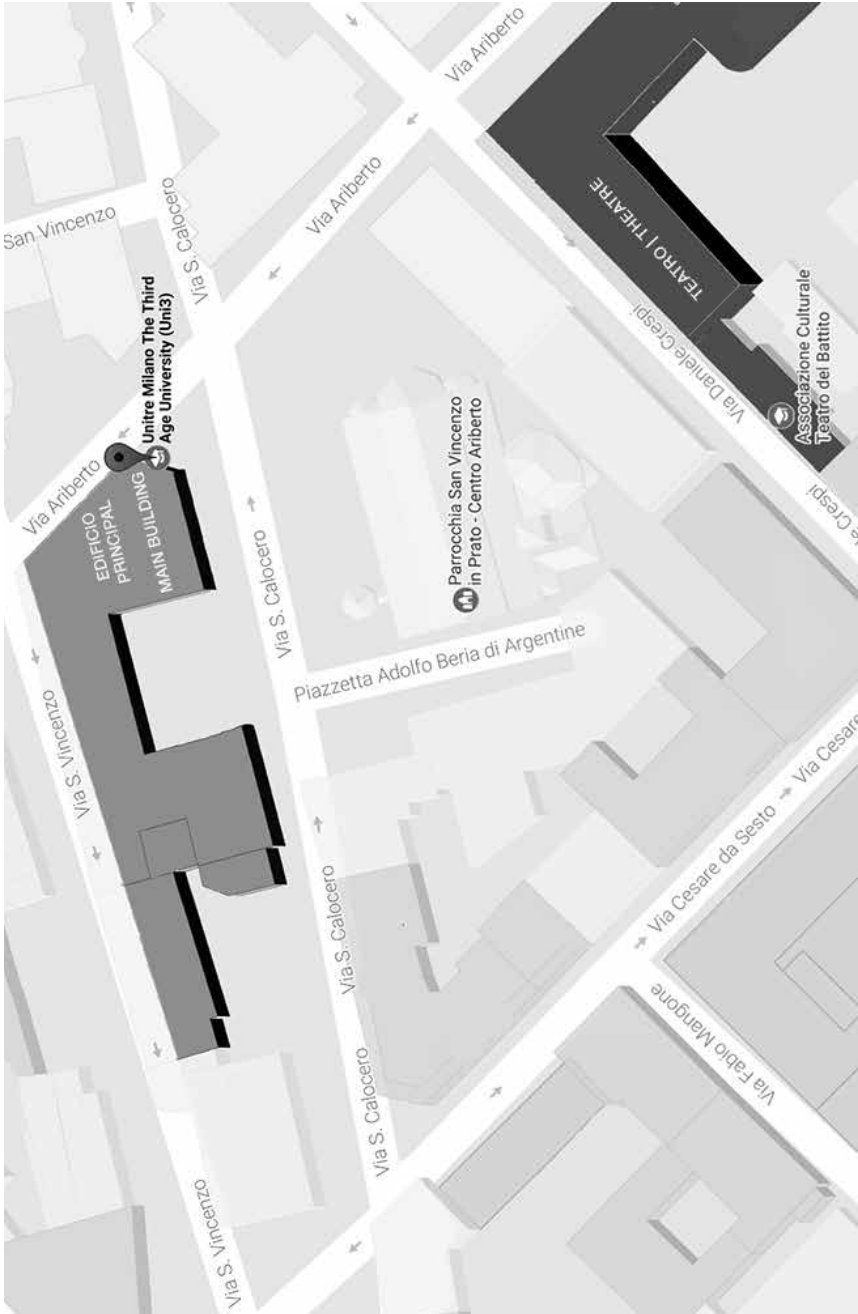 San Vincenzo
Via Ariberto
Via S. Calocero
Via Ariberto
Via Ariberto
Unitre Milano The Third
Age University (Uni3)
EDIFICIO
PRINCIPAL
MAIN BUILDING
TEATRO | THEATRE
Via S. Vincenzo
Via S. Calocero
Parrocchia San Vincenzo
in Prato - Centro Ariberto
Via Daniele Crespi
Associazione Culturale
Teatro del Battito
Piazzetta Adolfo Beria di Argentine
Crespi
Via S. Calocero
Via Cesare da Sesto
Via Cesare
Via Fabio Mangone
Via S. Calocero
Via S. Vincenzo